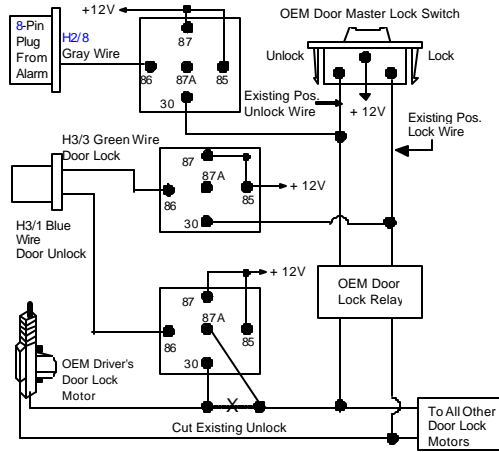 8-Pin
Plug
From
Alarm
H2/8
Gray Wire
+12V
87
86
87A
85
30
OEM Door Master Lock Switch
Unlock
Lock
Existing Pos.
Unlock Wire
+ 12V
Existing Pos.
Lock Wire
H3/3 Green Wire
Door Lock
87
87A
86
85
30
+ 12V
H3/1 Blue
Wire
Door Unlock
+ 12V
87
87A
86
85
30
OEM Door
Lock Relay
OEM Driver's
Door Lock
Motor
X
Cut Existing Unlock
To All Other
Door Lock
Motors